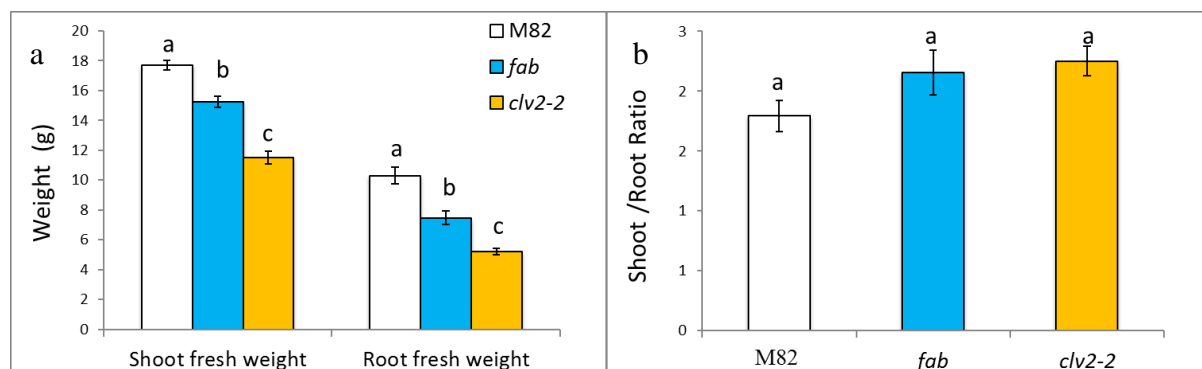 a
Weight (g)
20
18
16
14
12
10
8
6
4
2
0
a
b
c
a
b
c
M82
fab
clv2-2
Shoot fresh weight
Root fresh weight
b
Shoot /Root Ratio
3
2
2
1
1
0
a
a
a
M82
fab
clv2-2